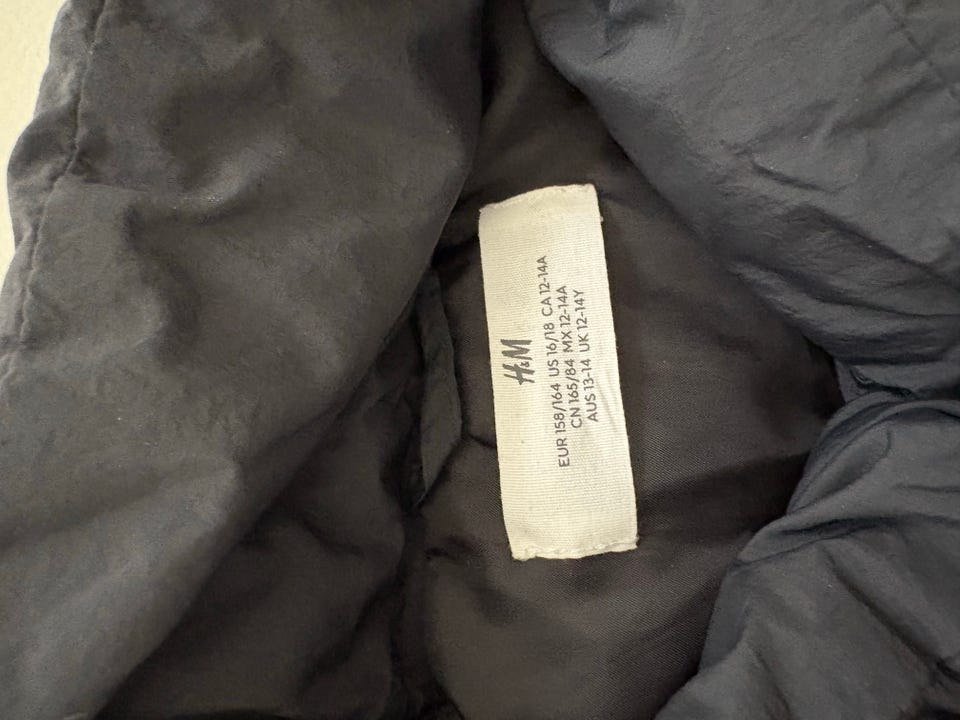 H&M
EUR 158/164 US 16/18 CA 12-14A
CN 165/84 MX 12-14A
AUS 13-14 UK 12-14Y